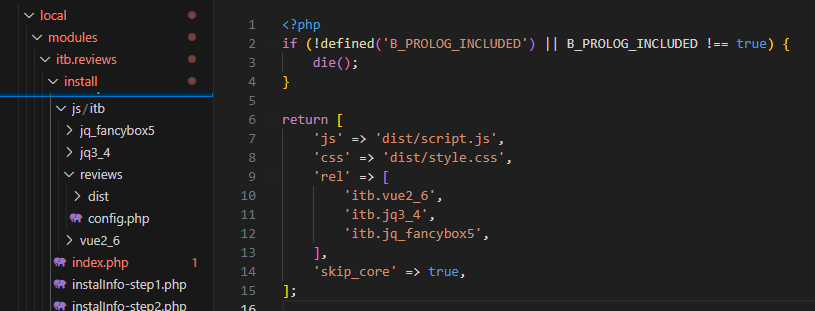 local
modules
itb.reviews
install
js/itb
jq_fancybox5
jq3_4
reviews
dist
config.php
vue2_6
index.php 1
instalInfo-step1.php
instalInfo-step2.php
1 <?php
2 if (!defined('B_PROLOG_INCLUDED') || B_PROLOG_INCLUDED !== true) {
3     die();
4 }
5
6 return [
7     'js' => 'dist/script.js',
8     'css' => 'dist/style.css',
9     'rel' => [
10         'itb.vue2_6',
11         'itb.jq3_4',
12         'itb.jq_fancybox5',
13     ],
14     'skip_core' => true,
15 ];
16